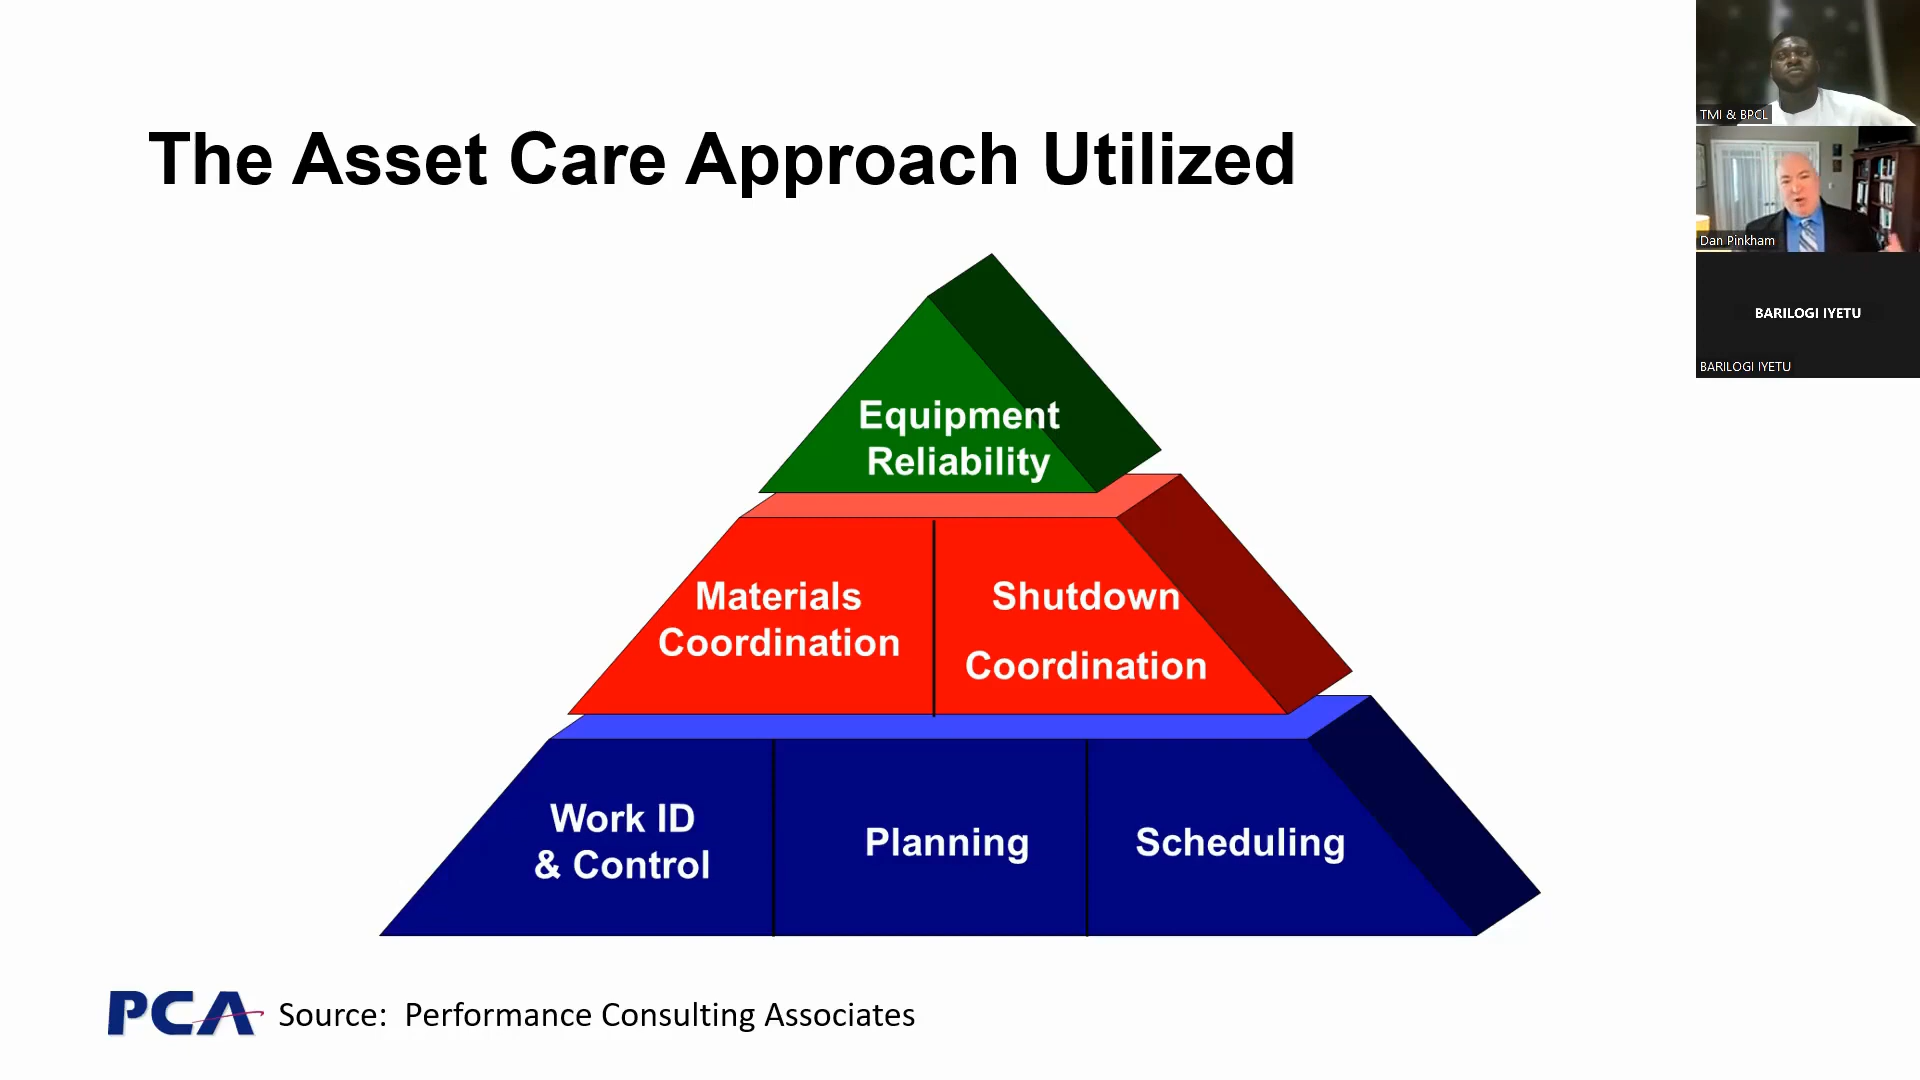 The Asset Care Approach Utilized
Equipment
Reliability
Materials
Coordination
Shutdown
Coordination
Work ID
& Control
Planning
Scheduling
PCA Source: Performance Consulting Associates
TMI & BPCL
Dan Pinkham
BARILOGI IYETU
BARILOGI IYETU